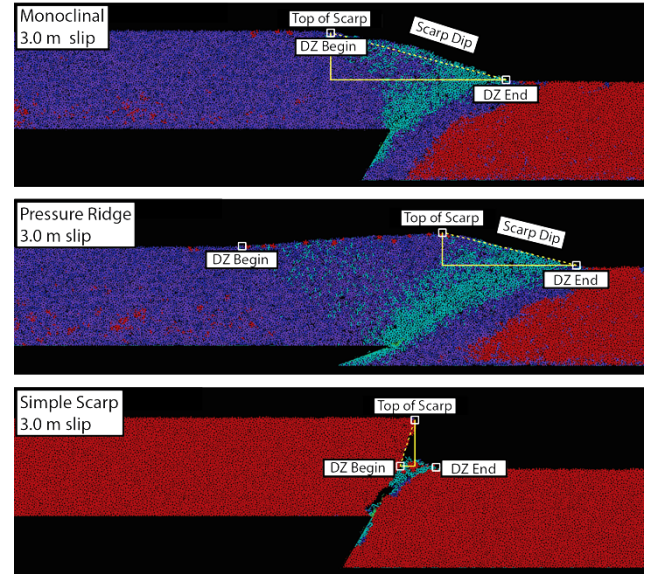 Monoclinal
3.0 m slip
Top of Scarp
DZ Begin
Scarp Dip
DZ End
Pressure Ridge
3.0 m slip
Top of Scarp
DZ Begin
Scarp Dip
DZ End
Simple Scarp
3.0 m slip
Top of Scarp
DZ Begin
DZ End